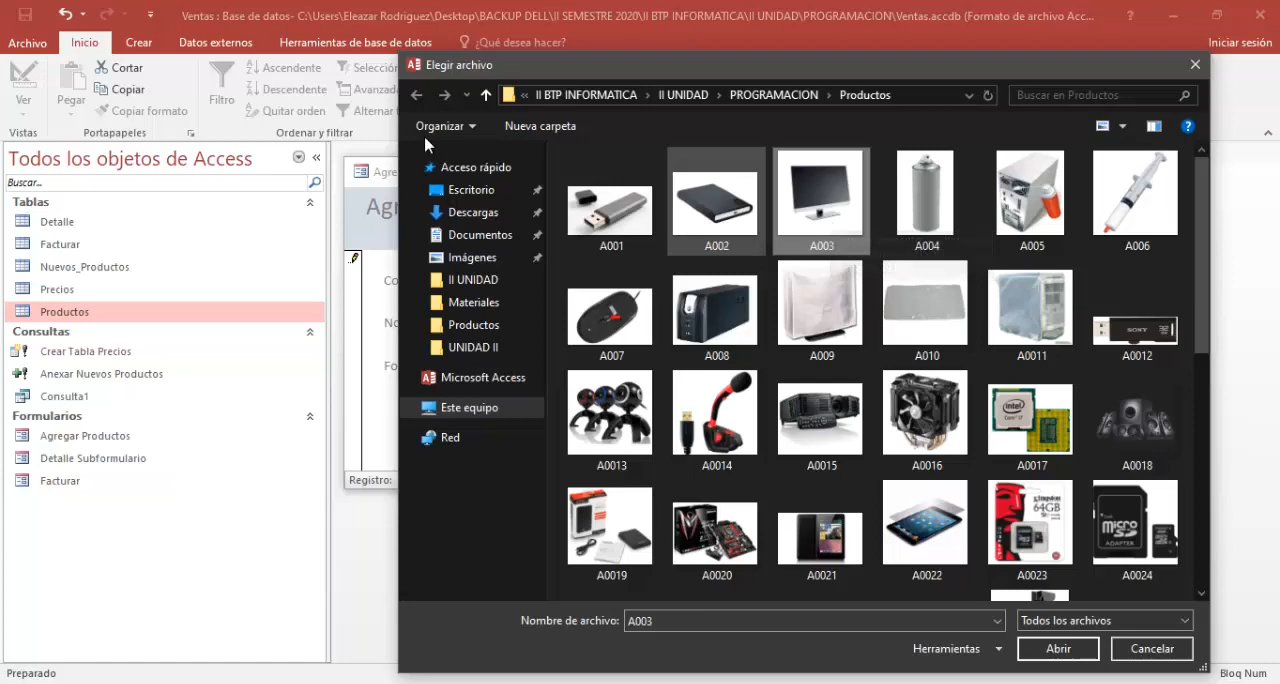 Ventas : Base de datos- C:\Users\Eleazar Rodriguez\Desktop\BACKUP DELL\II SEMESTRE 2020\II BTP INFORMATICA\II UNIDAD\PROGRAMACION\Ventas.accdb (Formato de archivo Acc...
Archivo Inicio Crear Datos externos Herramientas de base de datos ¿Qué desea hacer? Iniciar sesión
Ver
Vistas
Pegar
Cortar
Copiar
Copiar formato
Portapapeles
Filtro
Ascendente
Descendente
Quitar orden
Selección
Avanzada
Alternar
Ordenar y filtrar
Todos los objetos de Access
Buscar...
Tablas
Detalle
Facturar
Nuevos_Productos
Precios
Productos
Consultas
Crear Tabla Precios
Anexar Nuevos Productos
Consulta1
Formularios
Agregar Productos
Detalle Subformulario
Facturar
Agre
Agr
Co
No
Fo
Registro:
Elegir archivo
« II BTP INFORMATICA › II UNIDAD › PROGRAMACION › Productos
Buscar en Productos
Organizar Nueva carpeta
Acceso rápido
Escritorio
Descargas
Documentos
Imágenes
II UNIDAD
Materiales
Productos
UNIDAD II
Microsoft Access
Este equipo
Red
A001 A002 A003 A004 A005 A006
SONY
A007 A008 A009 A010 A0011 A0012
intel
A0013 A0014 A0015 A0016 A0017 A0018
Kingston
64GB
micro
SD
ADAPTER
A0019 A0020 A0021 A0022 A0023 A0024
Nombre de archivo: A003 Todos los archivos
Herramientas Abrir Cancelar
Preparado Bloq Num